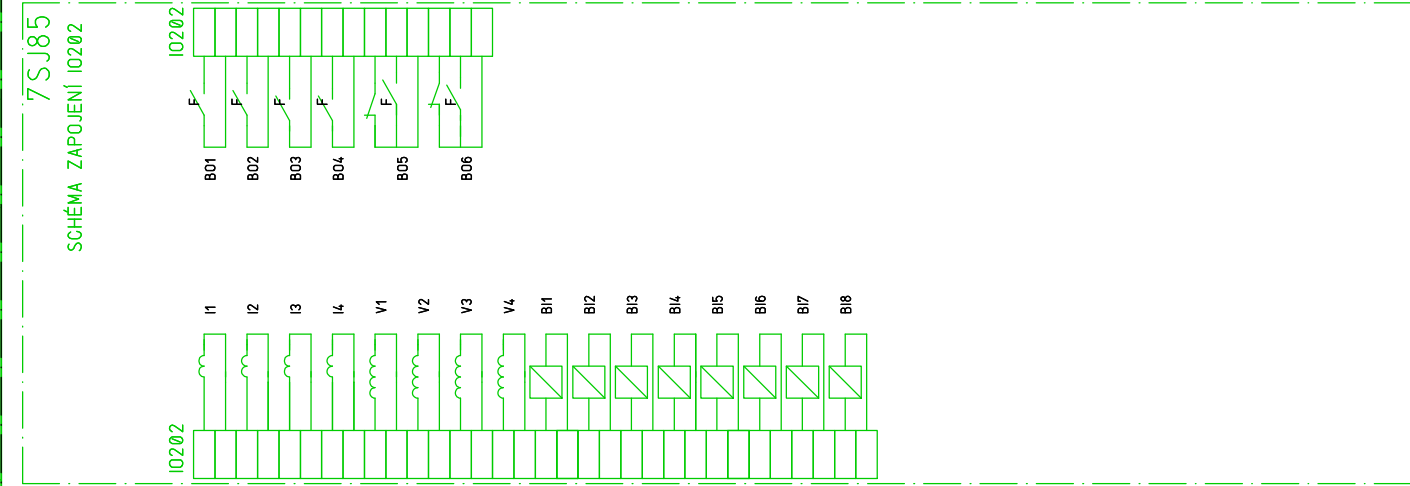 7SJ85
SCHÉMA ZAPOJENÍ IO202
IO202
F F F F F F
BO1 BO2 BO3 BO4 BO5 BO6
I1 I2 I3 I4 V1 V2 V3 V4 BI1 BI2 BI3 BI4 BI5 BI6 BI7 BI8
IO202